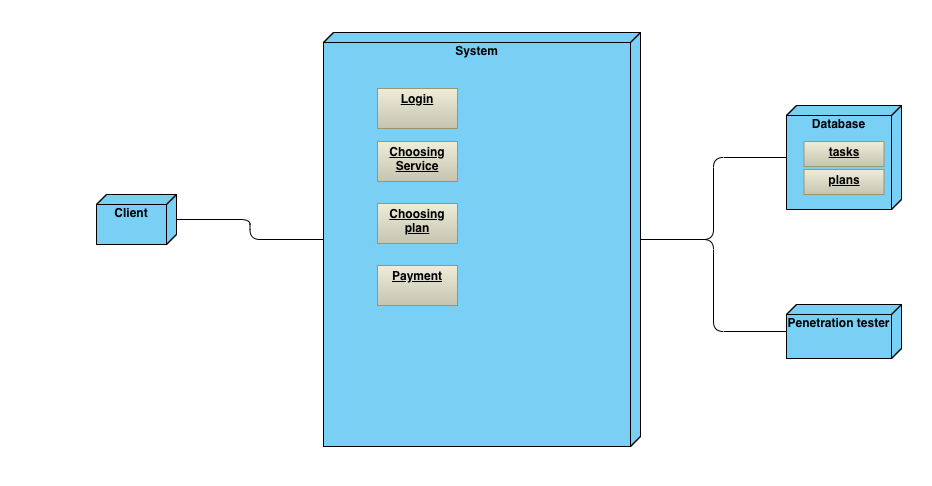 System
Login
Choosing
Service
Choosing
plan
Payment
Client
Database
tasks
plans
Penetration tester